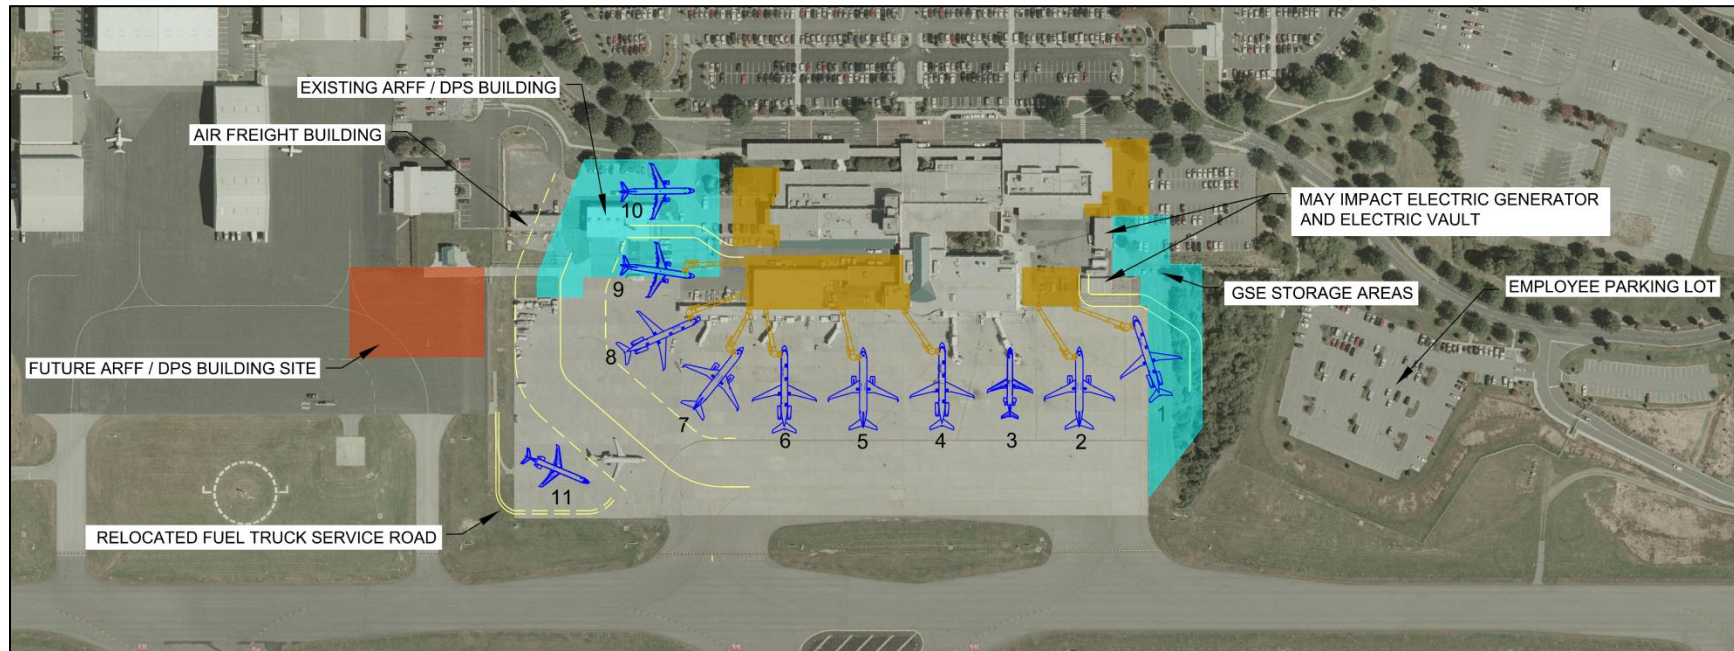 EXISTING ARFF / DPS BUILDING
AIR FREIGHT BUILDING
10
MAY IMPACT ELECTRIC GENERATOR
AND ELECTRIC VAULT
9
GSE STORAGE AREAS
EMPLOYEE PARKING LOT
8
FUTURE ARFF / DPS BUILDING SITE
7
6
5
4
3
2
1
11
RELOCATED FUEL TRUCK SERVICE ROAD